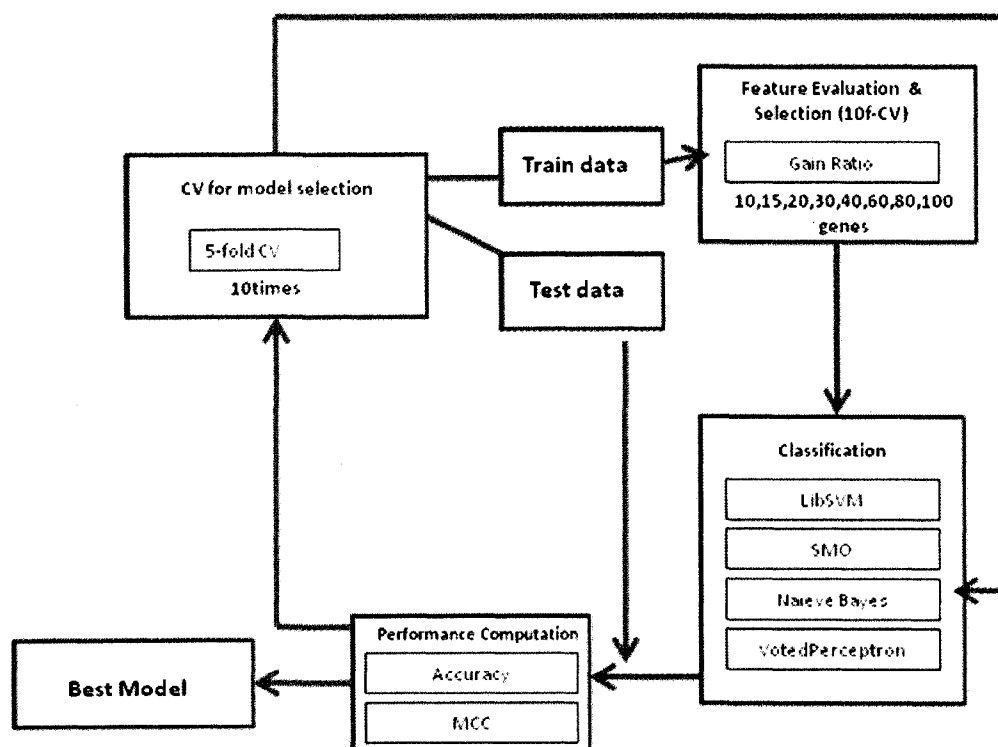 Feature Evaluation &
Selection (10f-CV)
Gain Ratio
10,15,20,30,40,60,80,100
genes
Train data
CV for model selection
5-fold CV
10times
Test data
Classification
LibSVM
SMO
Naieve Bayes
VotedPerceptron
Performance Computation
Accuracy
MCC
Best Model